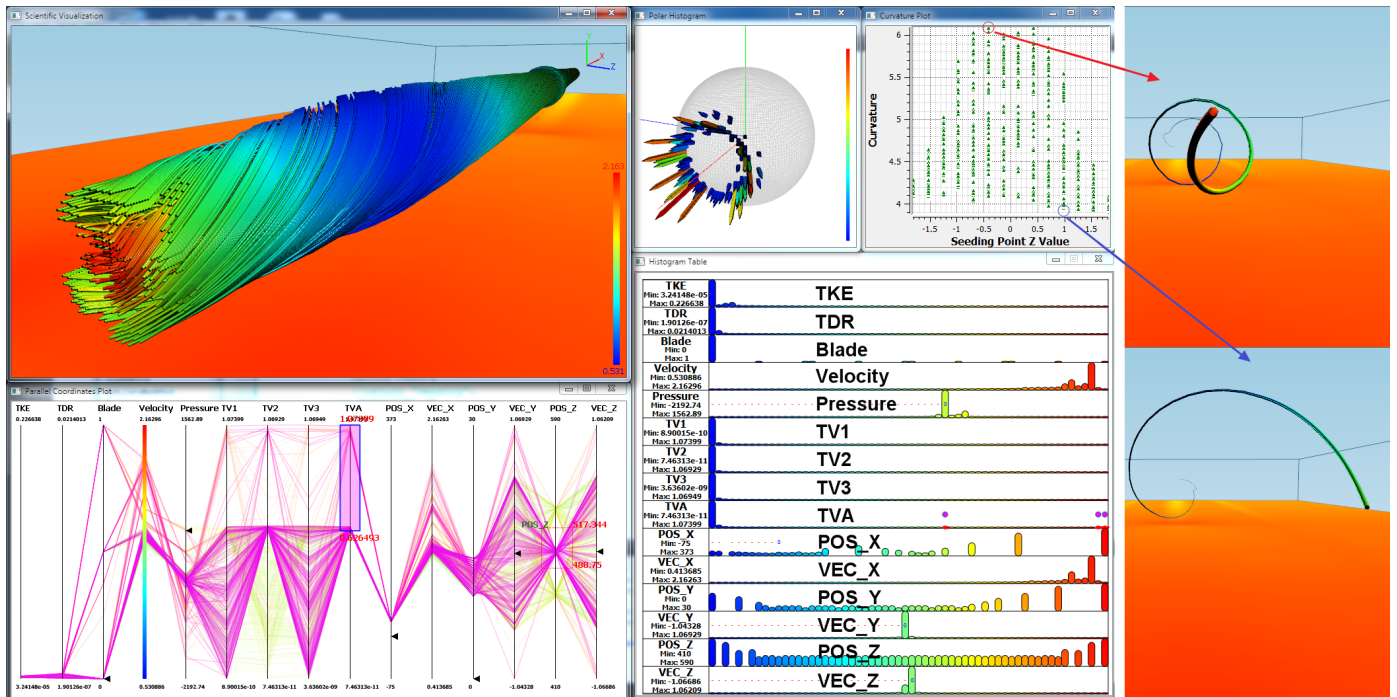 Scientific Visualization
Y
X
Z
2.163
0.531
Polar Histogram
Curvature Plot
6
5.5
5
4.5
4
Curvature
-1.5
-1
-0.5
0
0.5
1
1.5
Seeding Point Z Value
Histogram Table
TKE
Min: 3.24148e-05
Max: 0.226638
TKE
TDR
Min: 1.90126e-07
Max: 0.0214013
TDR
Blade
Min: 0
Max: 1
Blade
Velocity
Min: 0.530886
Max: 2.16296
Velocity
Pressure
Min: -2192.74
Max: 1562.89
Pressure
TV1
Min: 8.90015e-10
Max: 1.07399
TV1
TV2
Min: 7.46313e-11
Max: 1.06929
TV2
TV3
Min: 3.63602e-09
Max: 1.06949
TV3
TVA
Min: 7.46313e-11
Max: 1.07399
TVA
POS_X
Min: -75
Max: 373
POS_X
VEC_X
Min: 0.413685
Max: 2.16263
VEC_X
POS_Y
Min: 0
Max: 30
POS_Y
VEC_Y
Min: -1.04328
Max: 1.06929
VEC_Y
POS_Z
Min: 410
Max: 590
POS_Z
VEC_Z
Min: -1.06686
Max: 1.06209
VEC_Z
Parallel Coordinates Plot
TKE TDR Blade Velocity Pressure TV1 TV2 TV3 TVA POS_X VEC_X POS_Y VEC_Y POS_Z VEC_Z
0.226638 0.0214013 1 2.16296 1562.89 1.07399 1.06929 1.06949 1.07399 373 2.16263 30 1.06929 590 1.06209
POS_Z 517.344
0.626493
488.75
3.24148e-05 1.90126e-07 0 0.530886 -2192.74 8.90015e-10 7.46313e-11 3.63602e-09 7.46313e-11 -75 0.413685 0 -1.04328 410 -1.06686